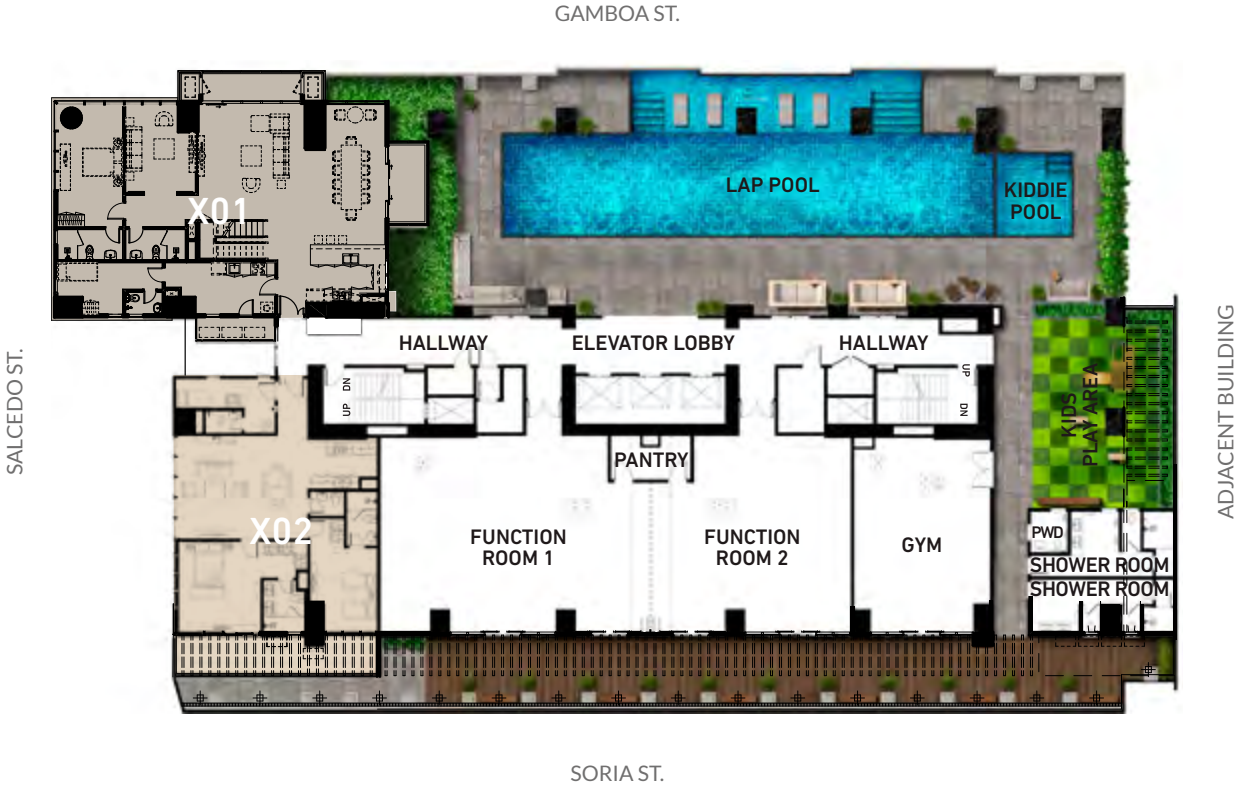 GAMBOA ST.
X01
LAP POOL
KIDDIE
POOL
HALLWAY
ELEVATOR LOBBY
HALLWAY
UP
DN
UP
DN
KIDS
PLAY AREA
SALCEDO ST.
ADJACENT BUILDING
PANTRY
X02
FUNCTION
ROOM 1
FUNCTION
ROOM 2
GYM
PWD
SHOWER ROOM
SHOWER ROOM
SORIA ST.